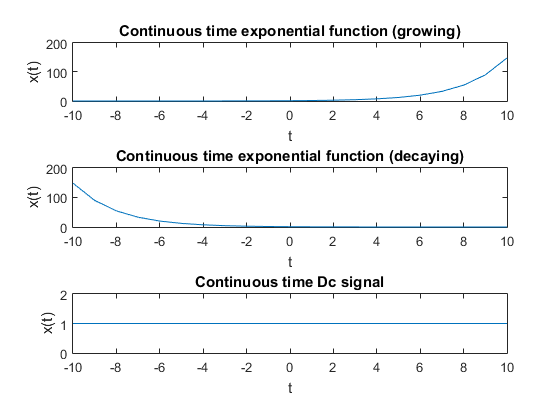 Continuous time exponential function (growing)
200
100
0
x(t)
-10 -8 -6 -4 -2 0 2 4 6 8 10
t
Continuous time exponential function (decaying)
200
100
0
x(t)
-10 -8 -6 -4 -2 0 2 4 6 8 10
t
Continuous time Dc signal
2
1
0
x(t)
-10 -8 -6 -4 -2 0 2 4 6 8 10
t